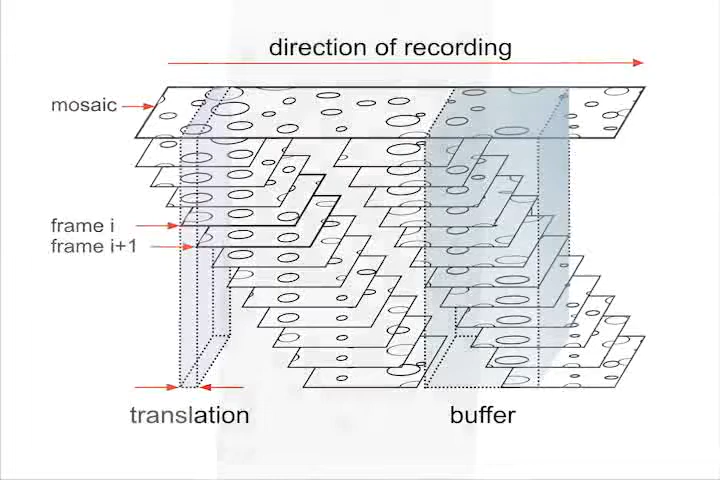 direction of recording
mosaic
frame i
frame i+1
translation
buffer